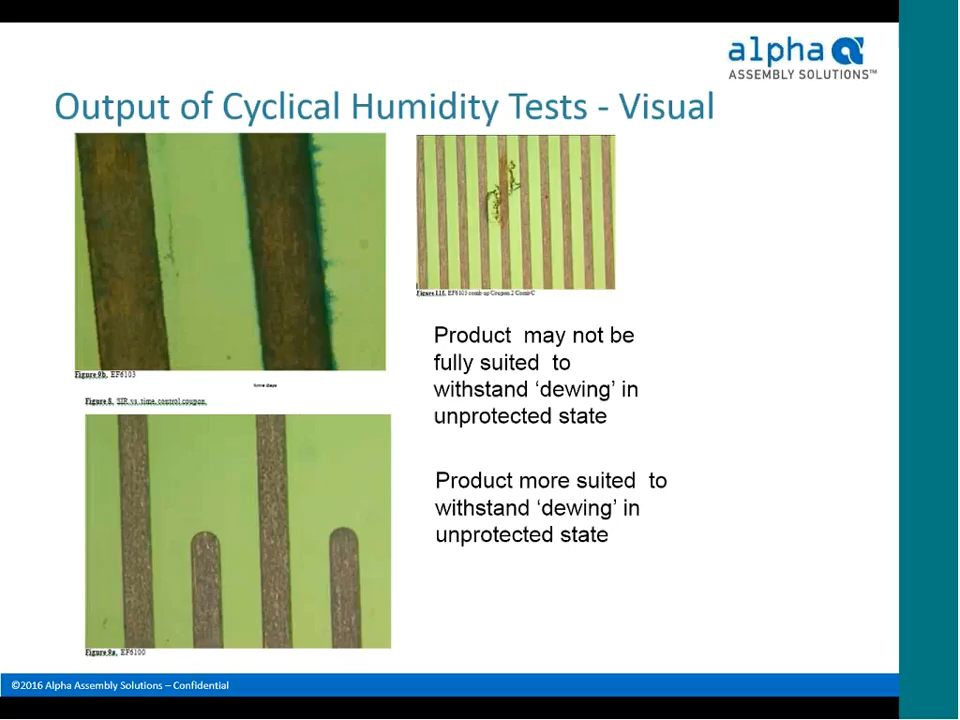 alpha
ASSEMBLY SOLUTIONS™
Output of Cyclical Humidity Tests - Visual
Figure 9b. EF6103
Figure 8. SIR vs. time, control coupon
Product may not be
fully suited to
withstand ‘dewing’ in
unprotected state
Product more suited to
withstand ‘dewing’ in
unprotected state
Figure 9a. EF6100
©2016 Alpha Assembly Solutions – Confidential